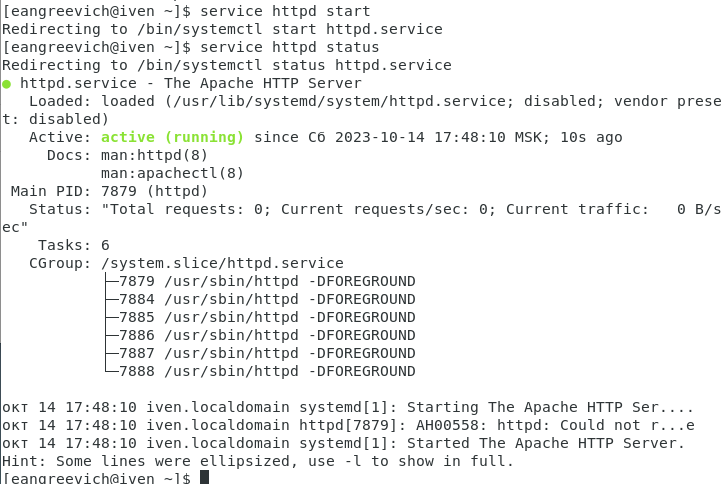 [eangreevich@iven ~]$ service httpd start
Redirecting to /bin/systemctl start httpd.service
[eangreevich@iven ~]$ service httpd status
Redirecting to /bin/systemctl status httpd.service
● httpd.service - The Apache HTTP Server
   Loaded: loaded (/usr/lib/systemd/system/httpd.service; disabled; vendor prese
t: disabled)
   Active: active (running) since Сб 2023-10-14 17:48:10 MSK; 10s ago
     Docs: man:httpd(8)
           man:apachectl(8)
 Main PID: 7879 (httpd)
   Status: "Total requests: 0; Current requests/sec: 0; Current traffic:   0 B/s
ec"
    Tasks: 6
   CGroup: /system.slice/httpd.service
           ├─7879 /usr/sbin/httpd -DFOREGROUND
           ├─7884 /usr/sbin/httpd -DFOREGROUND
           ├─7885 /usr/sbin/httpd -DFOREGROUND
           ├─7886 /usr/sbin/httpd -DFOREGROUND
           ├─7887 /usr/sbin/httpd -DFOREGROUND
           └─7888 /usr/sbin/httpd -DFOREGROUND

окт 14 17:48:10 iven.localdomain systemd[1]: Starting The Apache HTTP Ser....
окт 14 17:48:10 iven.localdomain httpd[7879]: AH00558: httpd: Could not r...e
окт 14 17:48:10 iven.localdomain systemd[1]: Started The Apache HTTP Server.
Hint: Some lines were ellipsized, use -l to show in full.
[eangreevich@iven ~]$